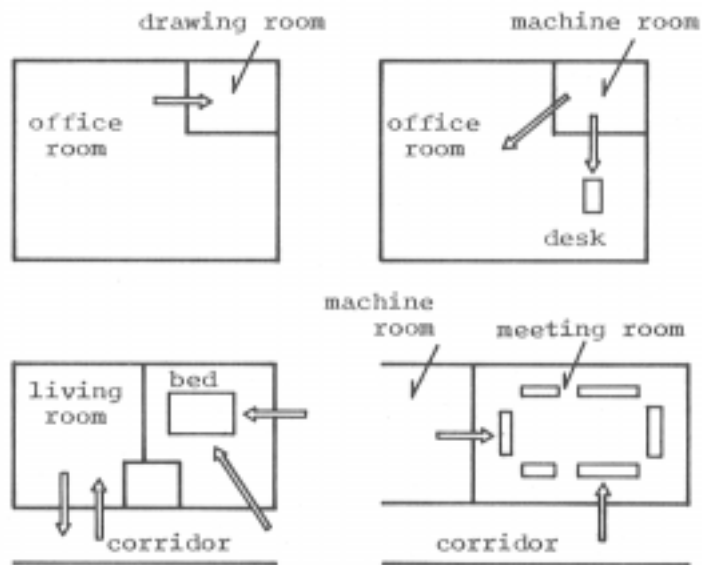 drawing room
office
room
machine room
office
room
desk
living
room
bed
corridor
machine
room
meeting room
corridor